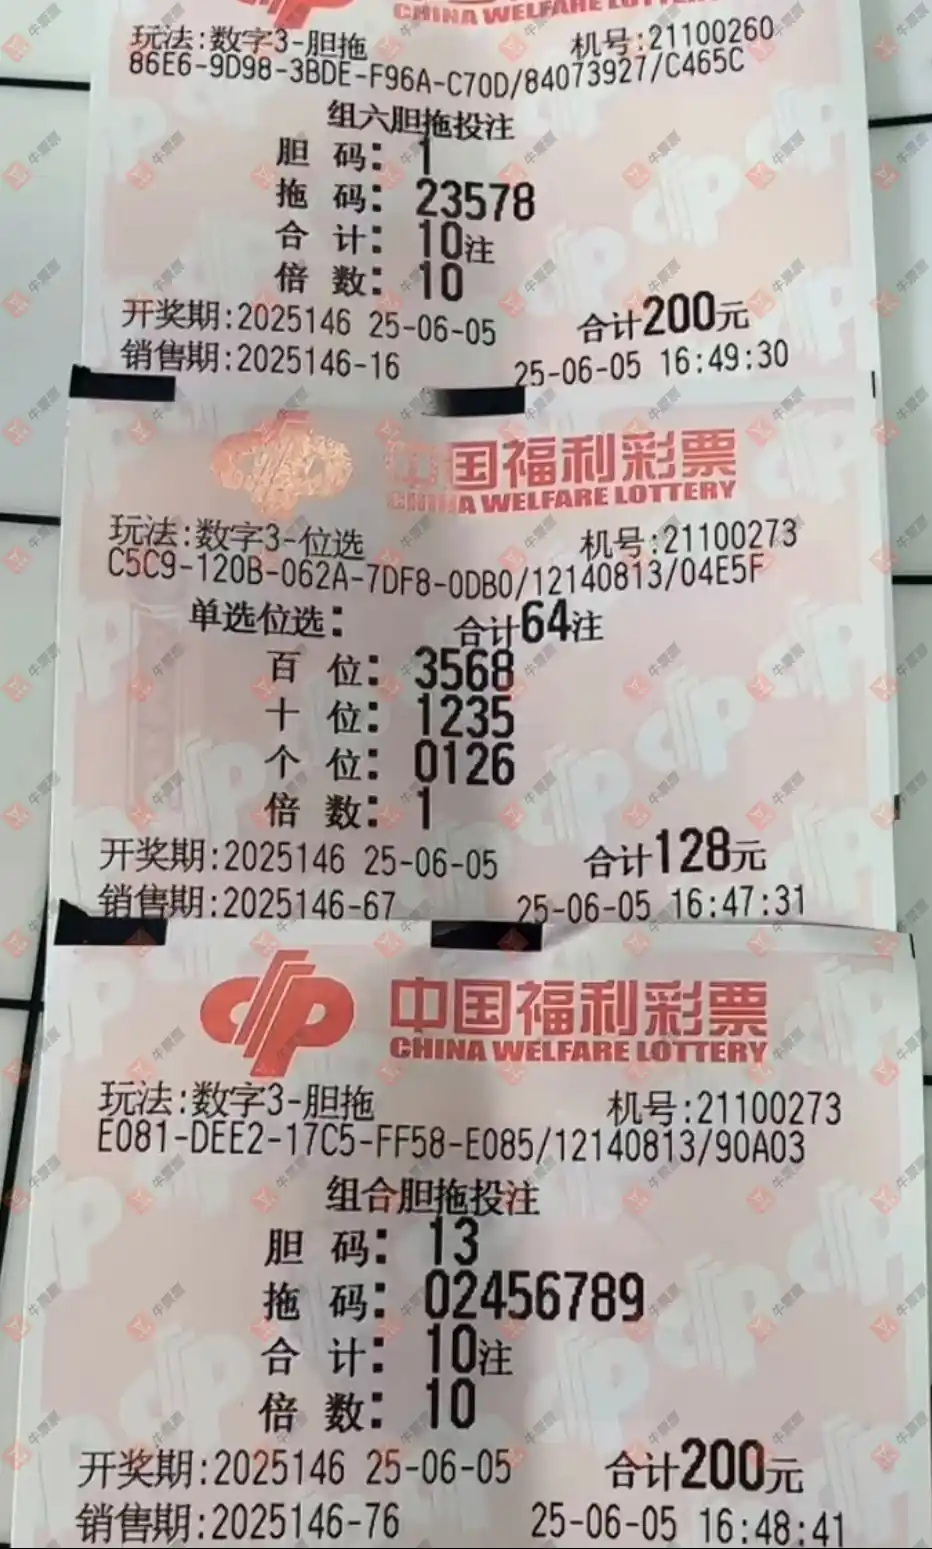 CHINA WELFARE LOTTERY
玩法:数字3-胆拖 机号:21100260
86E6-9D98-3BDE-F96A-C70D/84073927/C465C
组六胆拖投注
胆 码: 1
拖 码: 23578
合 计: 10注
倍 数: 10
开奖期:2025146 25-06-05 合计200元
销售期:2025146-16 25-06-05 16:49:30
中国福利彩票
CHINA WELFARE LOTTERY
玩法:数字3-位选 机号:21100273
C5C9-120B-062A-7DF8-0DB0/12140813/04E5F
单选位选: 合计64注
百 位: 3568
十 位: 1235
个 位: 0126
倍 数: 1
开奖期:2025146 25-06-05 合计128元
销售期:2025146-67 25-06-05 16:47:31
中国福利彩票
CHINA WELFARE LOTTERY
玩法:数字3-胆拖 机号:21100273
E081-DEE2-17C5-FF58-E085/12140813/90A03
组合胆拖投注
胆 码: 13
拖 码: 02456789
合 计: 10注
倍 数: 10
开奖期:2025146 25-06-05 合计200元
销售期:2025146-76 25-06-05 16:48:41